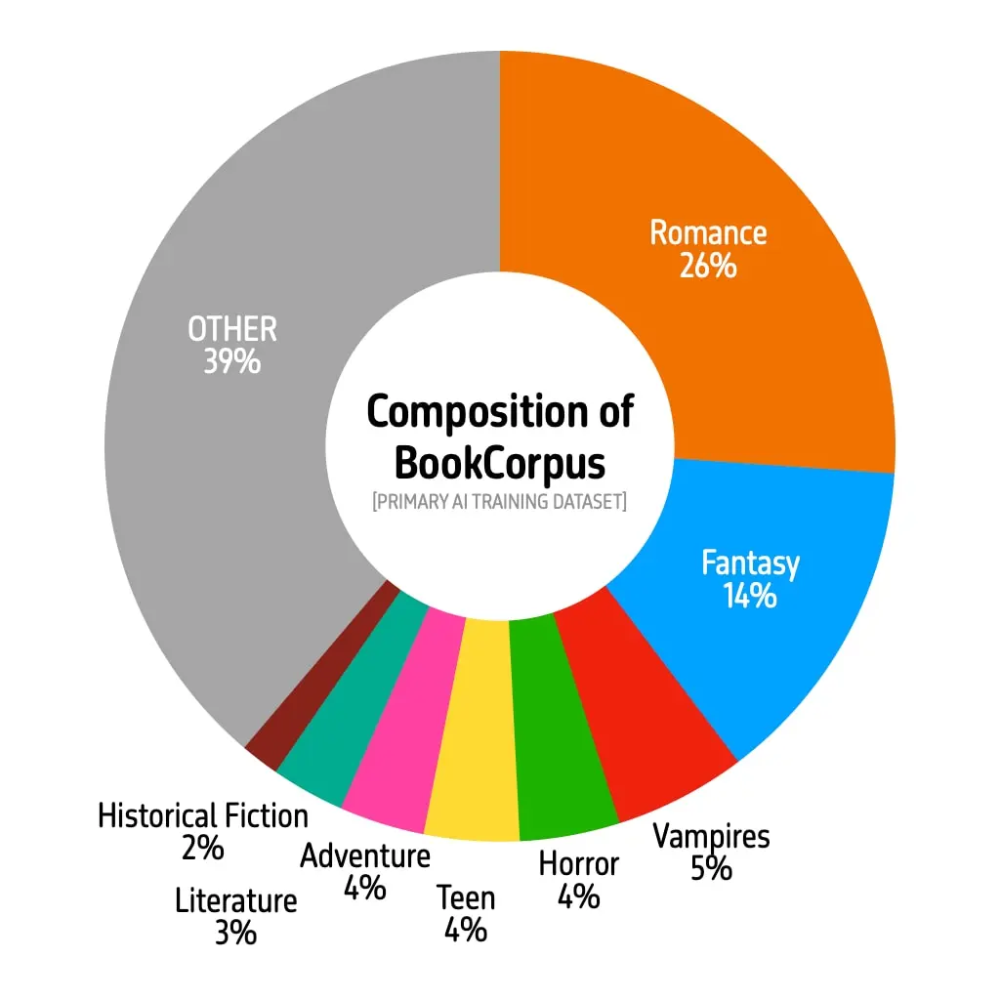 Composition of
BookCorpus
[PRIMARY AI TRAINING DATASET]
Romance
26%
Fantasy
14%
Vampires
5%
Horror
4%
Teen
4%
Adventure
4%
Literature
3%
Historical Fiction
2%
OTHER
39%